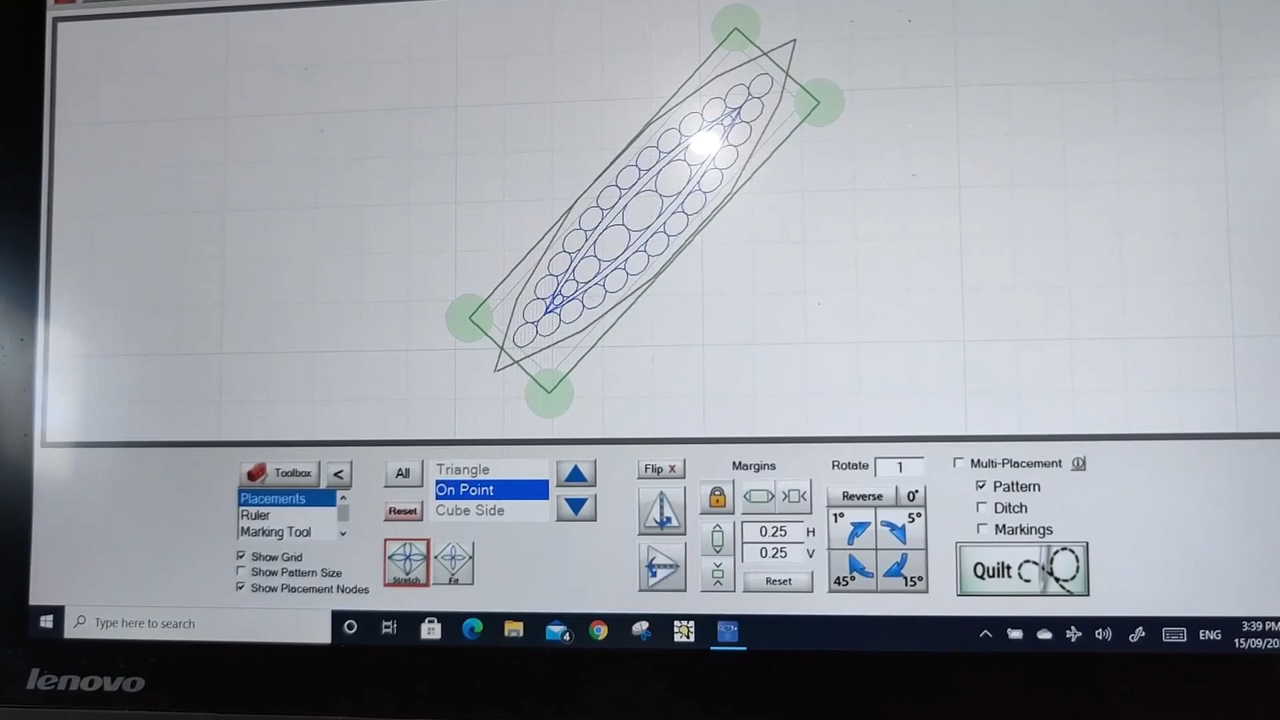 Toolbox
<
All
Triangle
On Point
Cube Side
Placements
Ruler
Marking Tool
Reset
Show Grid
Show Pattern Size
Show Placement Nodes
Stretch
Fit
Flip X
Margins
0.25 H
0.25 V
Reset
Rotate 1
Reverse 0°
1° 5°
45° 15°
Multi-Placement
Pattern
Ditch
Markings
Quilt
Type here to search
4
ENG
3:39 PM
15/09/20
lenovo